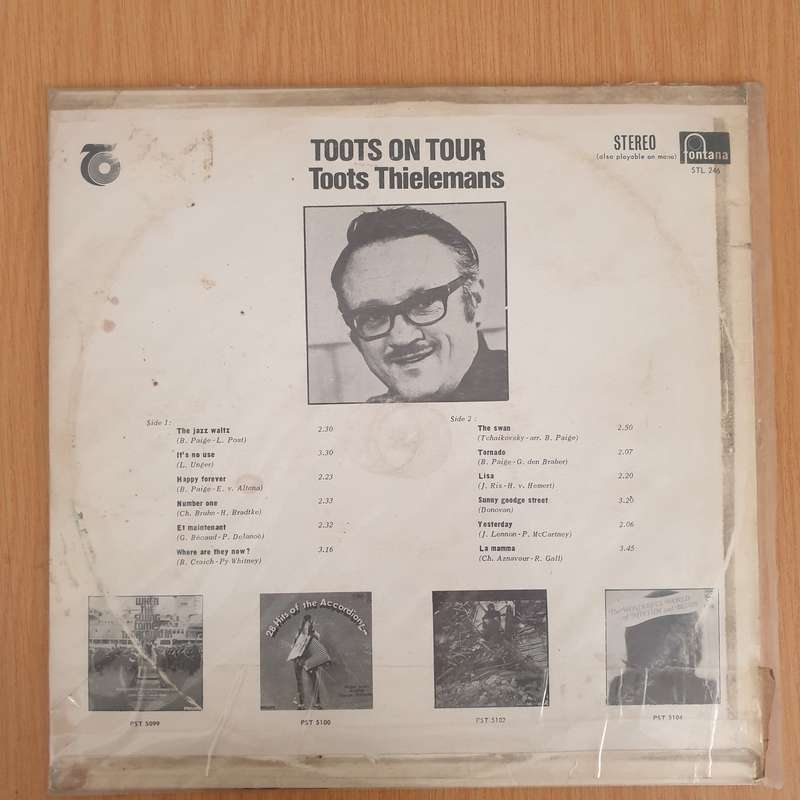 TOOTS ON TOUR
Toots Thielemans
STEREO
(also playable on mono)
fontana
STL 246
Side 1:
The jazz waltz 2.30
(B. Paige-L. Post)
It's no use 3.30
(L. Unger)
Happy forever 2.23
(B. Paige-E. v. Altena)
Number one 2.33
(Ch. Bruhn-H. Bradtke)
Et maintenant 2.32
(G. Bécaud-P. Delanoë)
Where are they now? 3.16
(B. Craich-Py Whitney)
Side 2:
The swan 2.50
(Tchaikovsky-arr. B. Paige)
Tornado 2.07
(B. Paige-G. den Braber)
Lisa 2.20
(J. Ris-H. v. Hemert)
Sunny goodge street 3.20
(Donovan)
Yesterday 2.06
(J. Lennon-P. McCartney)
La mamma 3.45
(Ch. Aznavour-R. Gall)
28 Hits of the Accordion
PST 5099
PST 5100
PST 5102
PST 5104